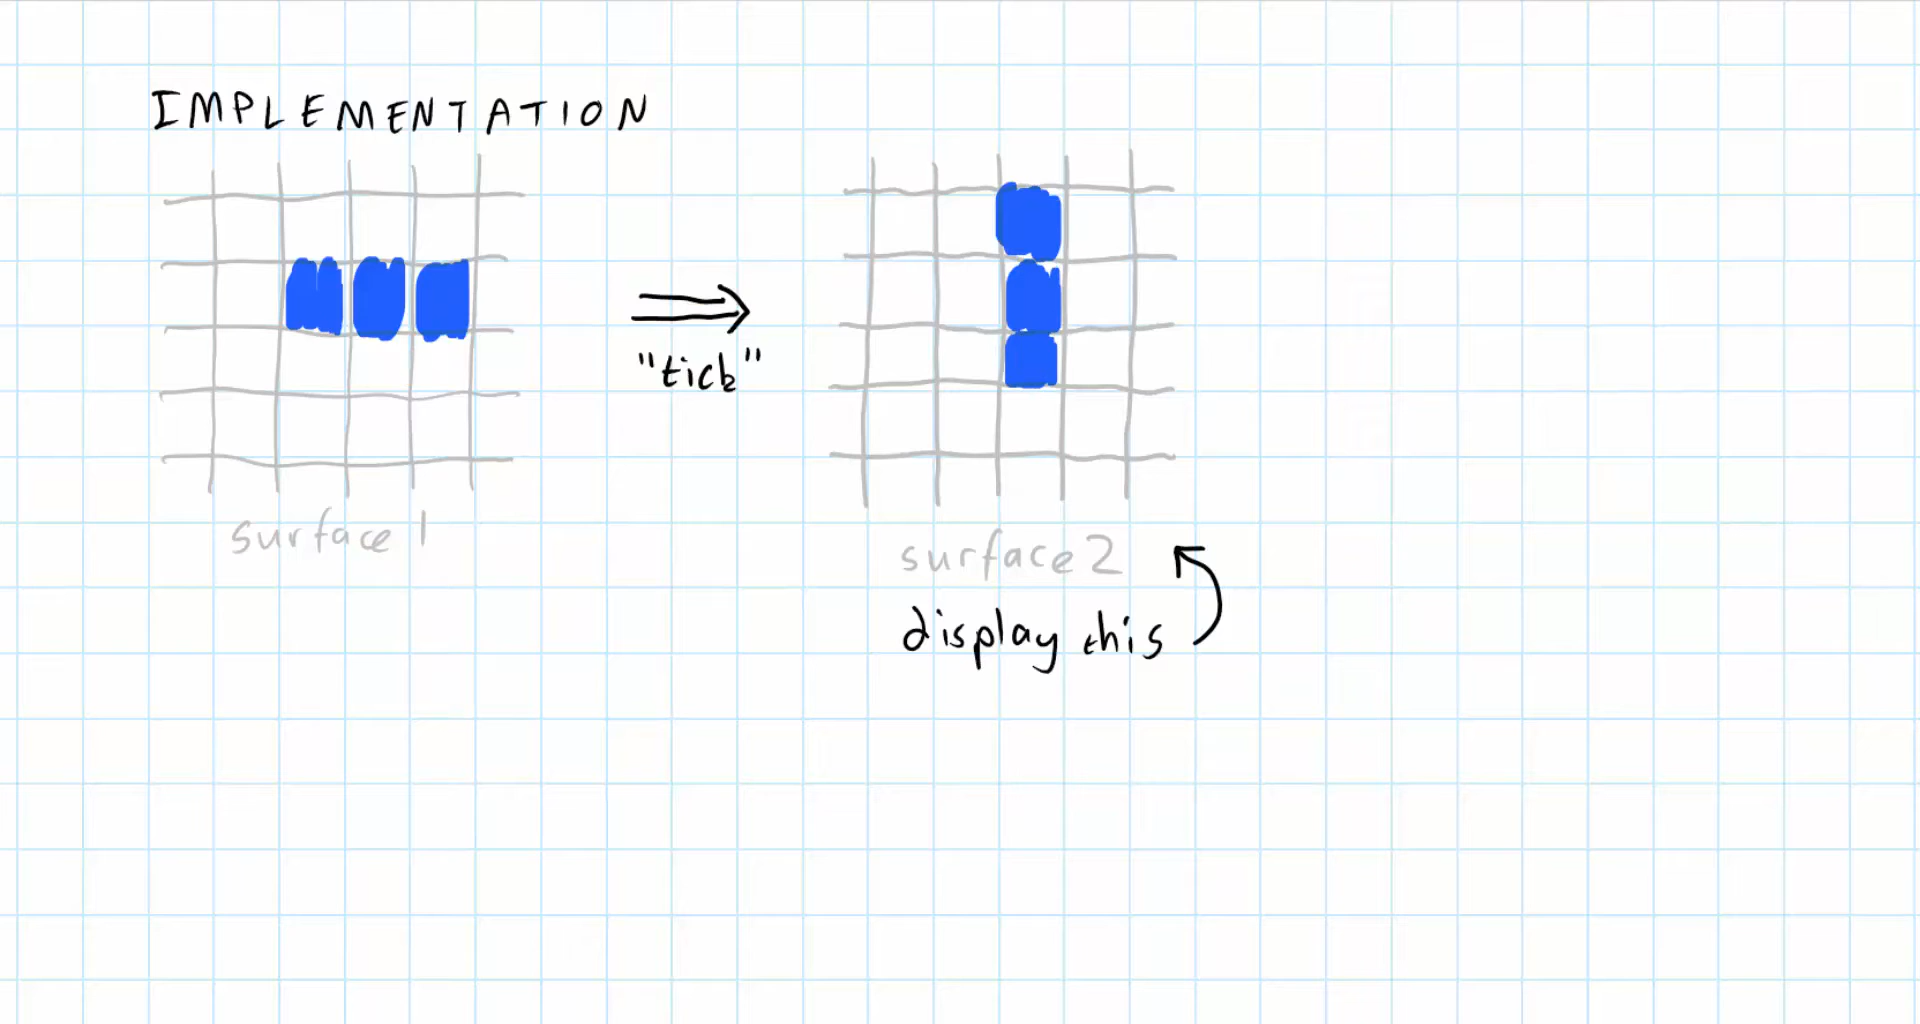 IMPLEMENTATION
"tick"
surface 1
surface 2
display this